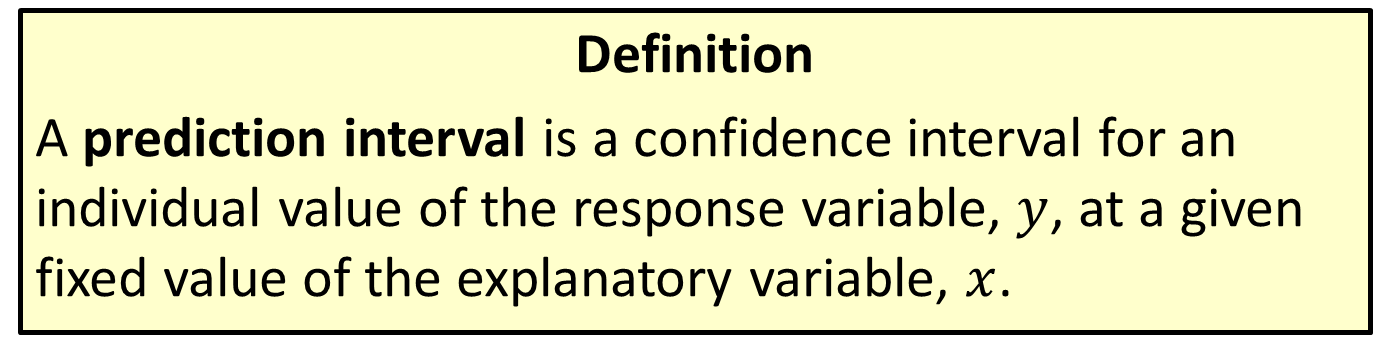 Definition
A prediction interval is a confidence interval for an
individual value of the response variable, y, at a given
fixed value of the explanatory variable, x.